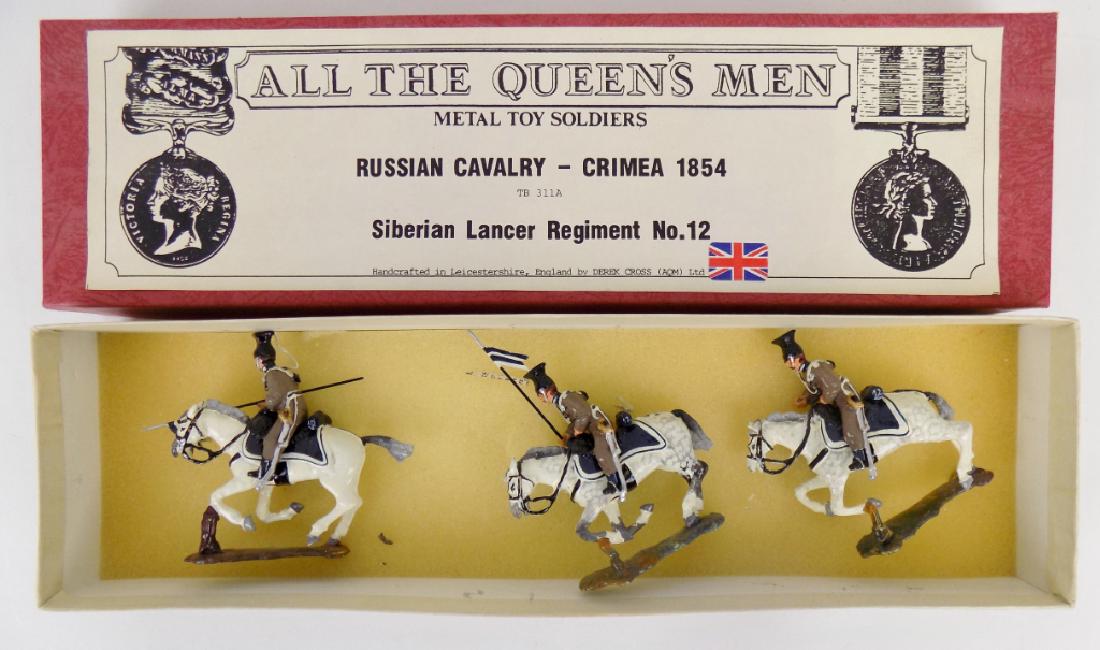 ALL THE QUEEN'S MEN
METAL TOY SOLDIERS
RUSSIAN CAVALRY - CRIMEA 1854
TB 311A
Siberian Lancer Regiment No.12
Handcrafted in Leicestershire, England by DEREK CROSS (AQM) Ltd
VICTORIA REGINA